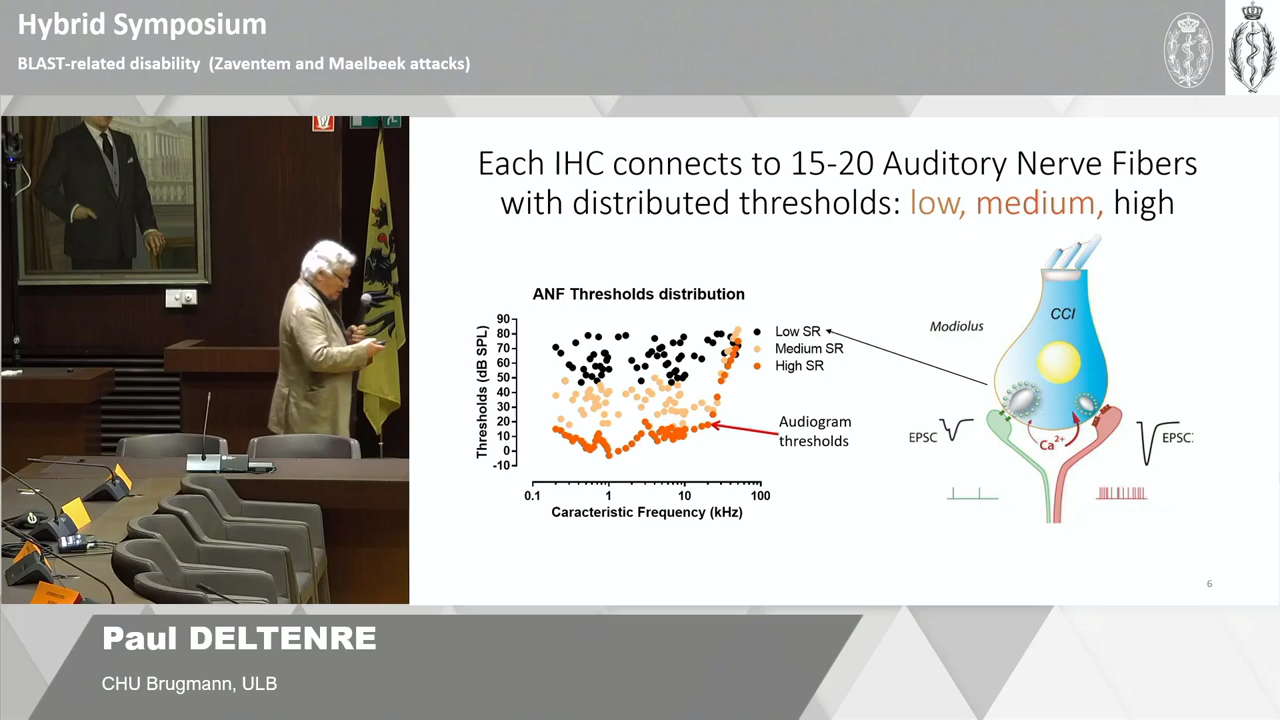 Hybrid Symposium
BLAST-related disability (Zaventem and Maelbeek attacks)
Each IHC connects to 15-20 Auditory Nerve Fibers
with distributed thresholds: low, medium, high
ANF Thresholds distribution
Thresholds (dB SPL)
90
80
70
60
50
40
30
20
10
0
-10
0.1
1
10
100
Caracteristic Frequency (kHz)
Low SR
Medium SR
High SR
Audiogram
thresholds
Modiolus
CCI
EPSC
Ca2+
EPSC
6
Paul DELTENRE
CHU Brugmann, ULB